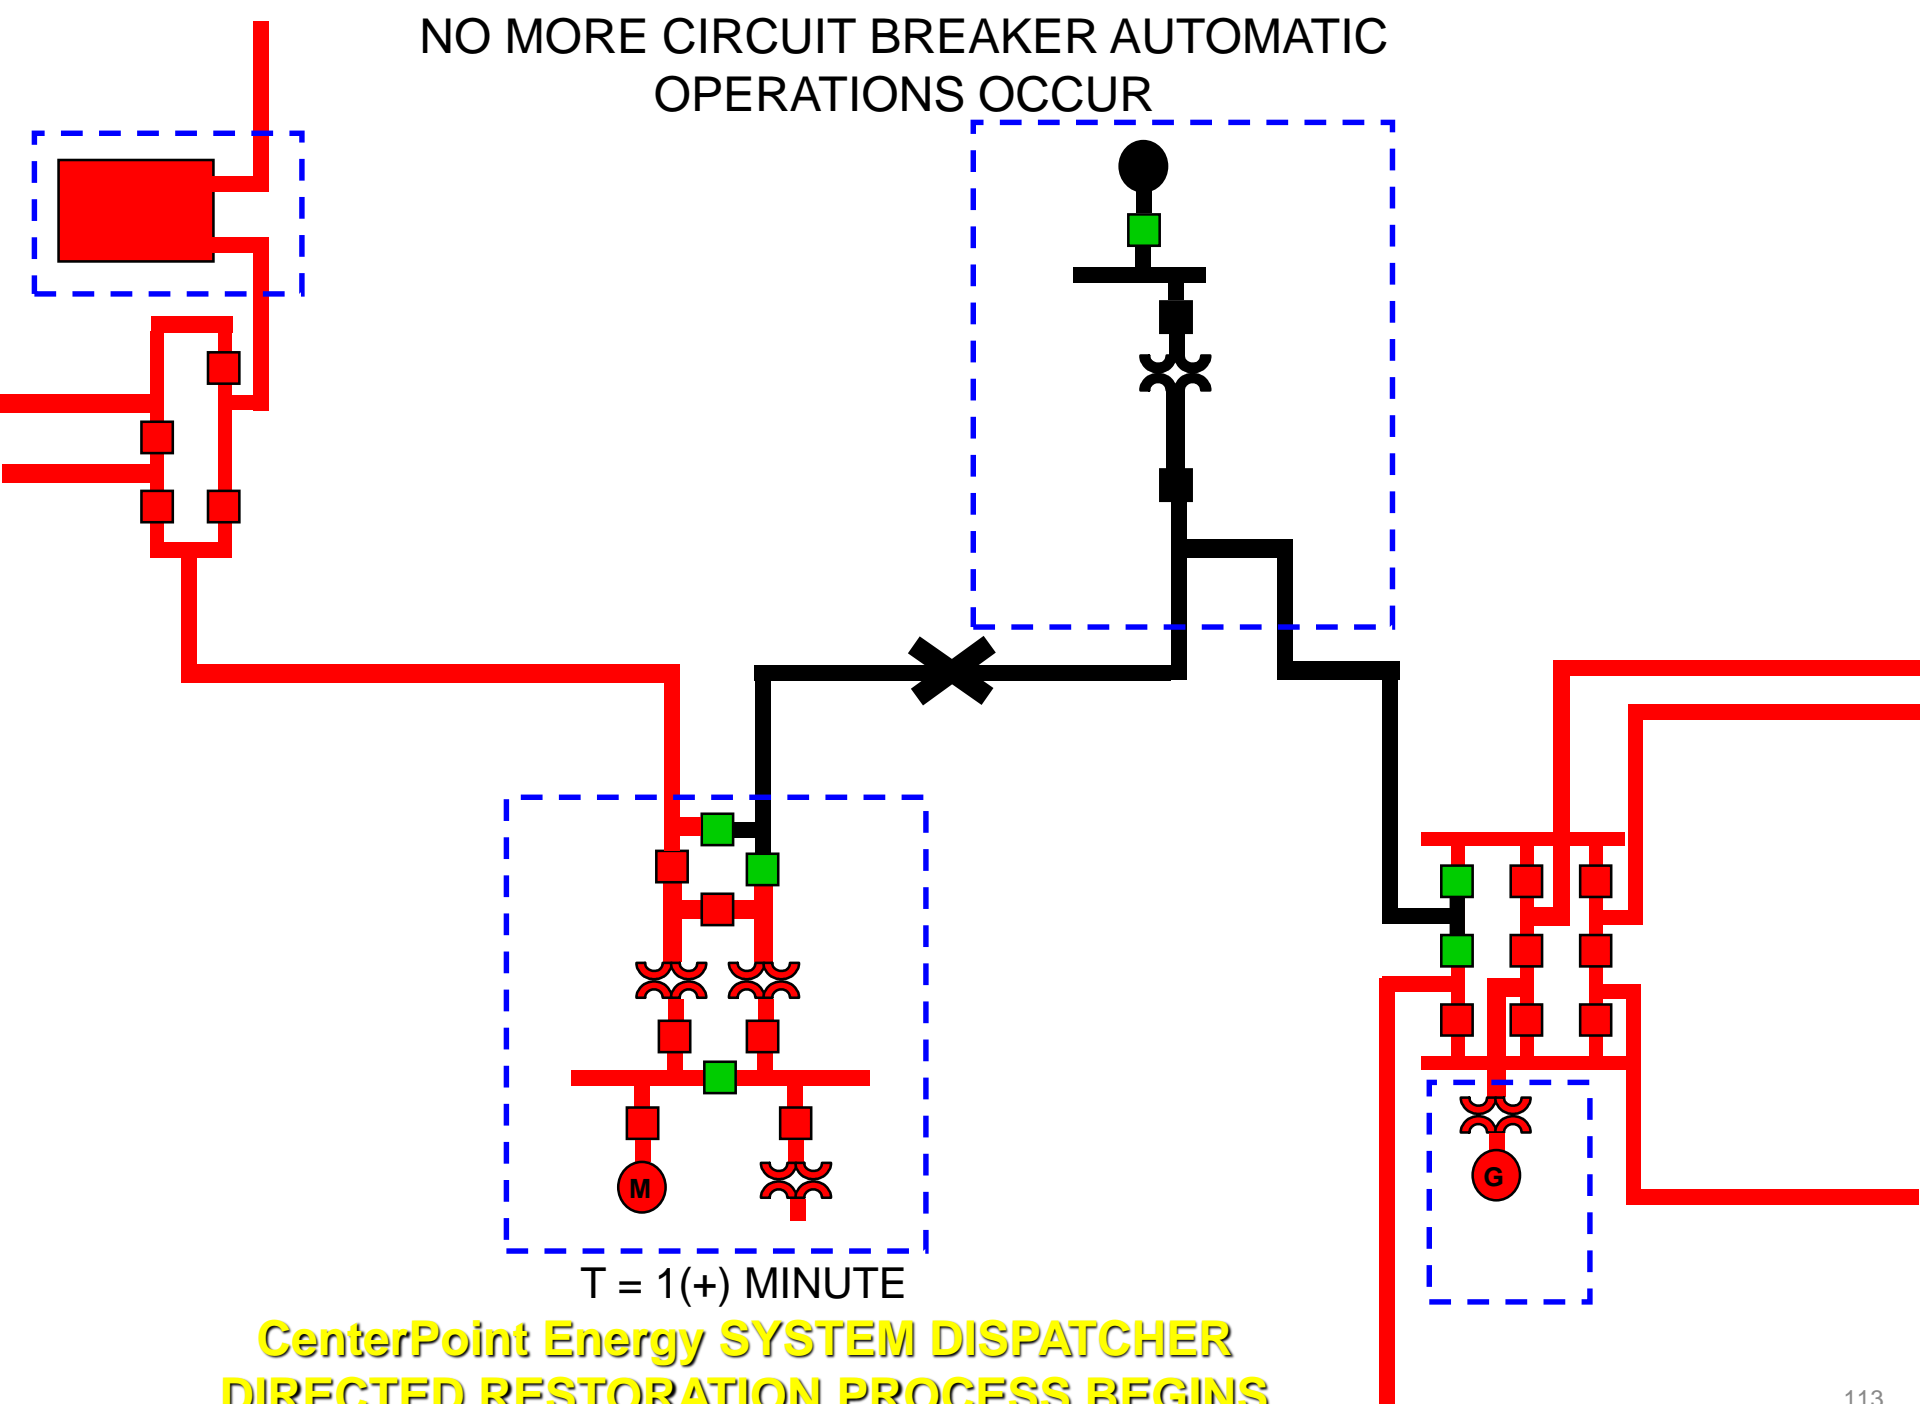 NO MORE CIRCUIT BREAKER AUTOMATIC
OPERATIONS OCCUR
M
G
T = 1(+) MINUTE
CenterPoint Energy SYSTEM DISPATCHER
DIRECTED RESTORATION PROCESS BEGINS
113